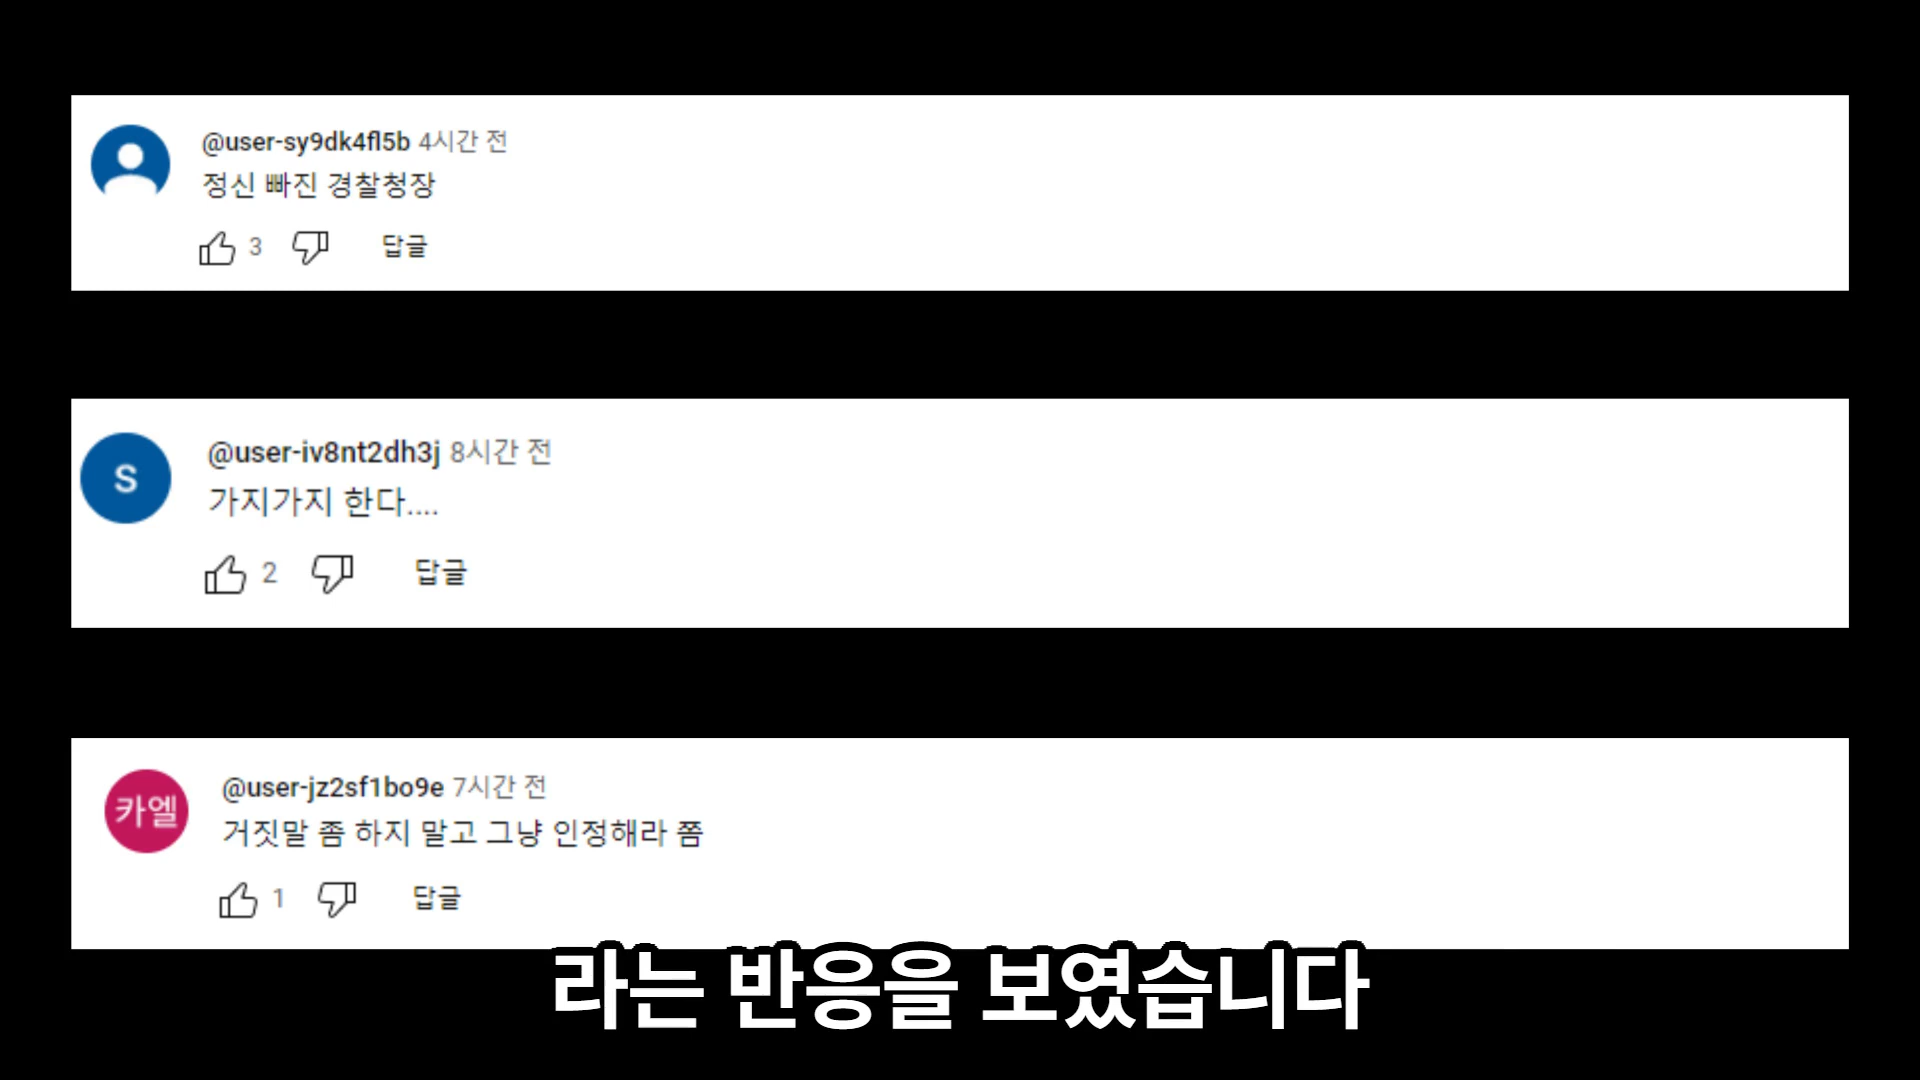 @user-sy9dk4fl5b 4시간 전
정신 빠진 경찰청장
3 답글
S
@user-iv8nt2dh3j 8시간 전
가지가지 한다....
2 답글
카엘
@user-jz2sf1bo9e 7시간 전
거짓말 좀 하지 말고 그냥 인정해라 쫌
1 답글
라는 반응을 보였습니다